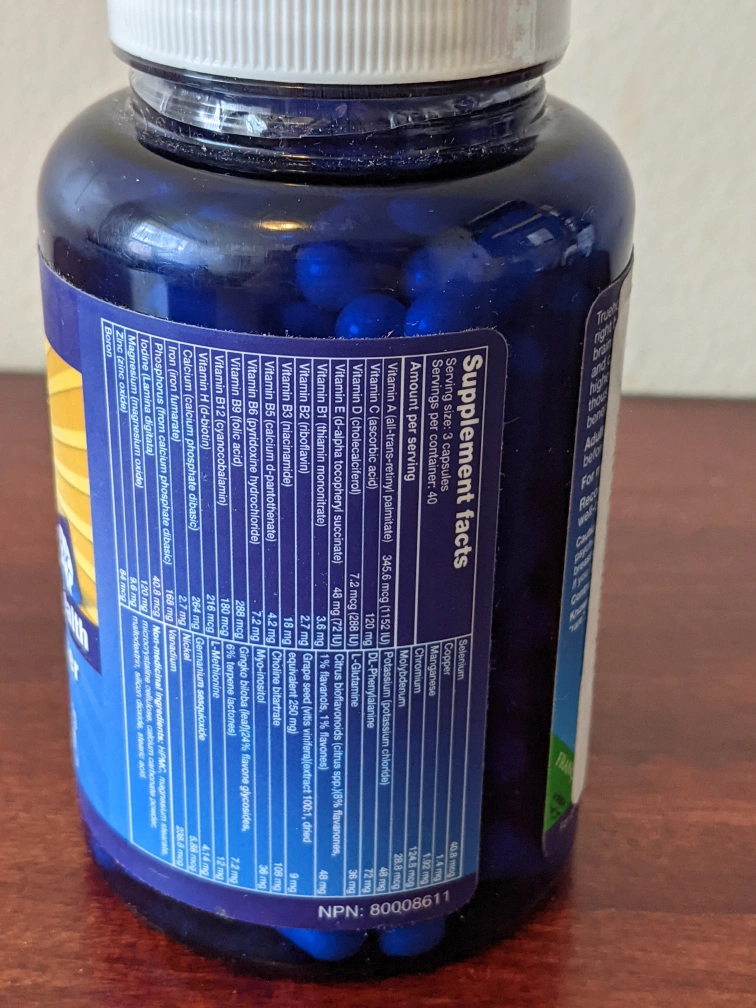 Supplement facts
Serving size: 3 capsules
Servings per container: 40
Amount per serving
Vitamin A (all-trans-retinyl palmitate) 345.6 mcg (1152 IU)
Vitamin C (ascorbic acid) 120 mg
Vitamin D (cholecalciferol) 7.2 mcg (288 IU)
Vitamin E (d-alpha tocopheryl succinate) 48 mg (72 IU)
Vitamin B1 (thiamin mononitrate) 3.6 mg
Vitamin B2 (riboflavin) 2.7 mg
Vitamin B3 (niacinamide) 18 mg
Vitamin B5 (calcium d-pantothenate) 4.2 mg
Vitamin B6 (pyridoxine hydrochloride) 7.2 mg
Vitamin B9 (folic acid) 288 mcg
Vitamin B12 (cyanocobalamin) 180 mcg
Vitamin H (d-biotin) 216 mcg
Calcium (calcium phosphate dibasic) 264 mg
Iron (iron fumarate) 2.7 mg
Phosphorus (from calcium phosphate dibasic) 168 mg
Iodine (Lamina digitata) 40.8 mcg
Magnesium (magnesium oxide) 120 mg
Zinc (zinc oxide) 9.6 mg
Boron 84 mcg
Selenium 40.8 mcg
Copper 1.4 mg
Manganese 1.92 mg
Chromium 124.8 mcg
Molybdenum 28.8 mcg
Potassium (potassium chloride) 48 mg
DL-Phenylalanine 72 mg
L-Glutamine 36 mg
Citrus bioflavonoids (citrus spp.)(8% flavanones,
1% flavanols, 1% flavones) 48 mg
Grape seed (vitis vinifera)(extract 100:1, dried
equivalent 250 mg) 9 mg
Choline bitartrate 108 mg
Myo-inositol 36 mg
Gingko biloba (leaf)(24% flavone glycosides,
6% terpene lactones) 7.2 mg
L-Methionine 12 mg
Germanium sesquioxide 4.14 mg
Nickel 5.66 mcg
Vanadium 208.8 mcg
Non-medicinal ingredients: HPMC, magnesium stearate,
microcrystalline cellulose, calcium carbonate powder,
maltodextrin, silicon dioxide, stearic acid
NPN: 80008611